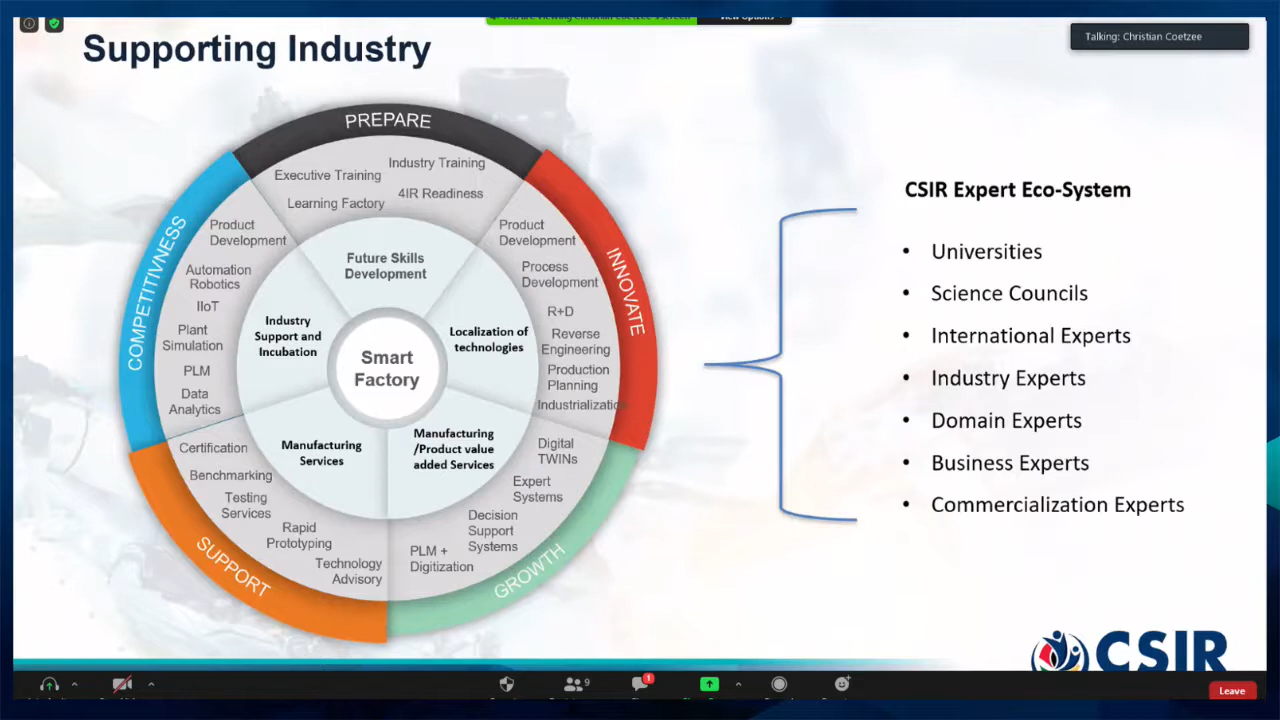 Supporting Industry
Talking: Christian Coetzee
PREPARE
Executive Training
Industry Training
Learning Factory
4IR Readiness
INNOVATE
Product
Development
Process
Development
R+D
Reverse
Engineering
Production
Planning
Industrializatio
GROWTH
Digital
TWINs
Expert
Systems
Decision
Support
Systems
PLM +
Digitization
SUPPORT
Certification
Benchmarking
Testing
Services
Rapid
Prototyping
Technology
Advisory
COMPETITIVNESS
Product
Development
Automation
Robotics
IIoT
Plant
Simulation
PLM
Data
Analytics
Future Skills
Development
Localization of
technologies
Manufacturing
/Product value
added Services
Manufacturing
Services
Industry
Support and
Incubation
Smart
Factory
CSIR Expert Eco-System
• Universities
• Science Councils
• International Experts
• Industry Experts
• Domain Experts
• Business Experts
• Commercialization Experts
CSIR
9
1
Leave